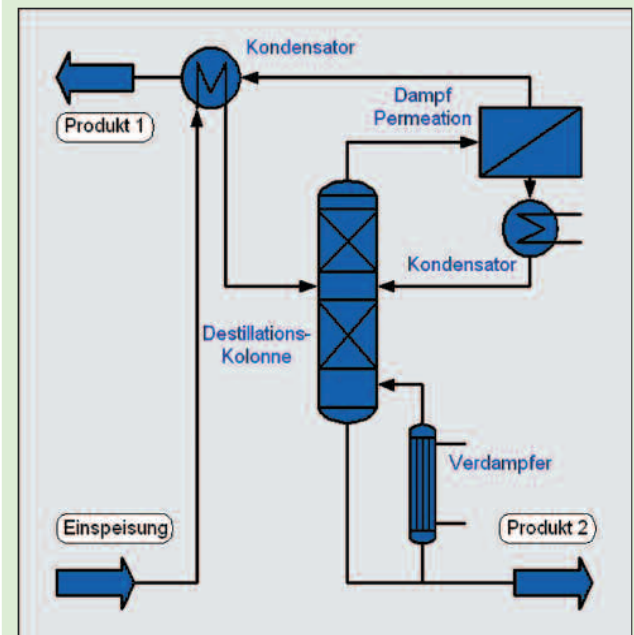 Kondensator
Produkt 1
Dampf
Permeation
Kondensator
Destillations-
Kolonne
Verdampfer
Einspeisung
Produkt 2